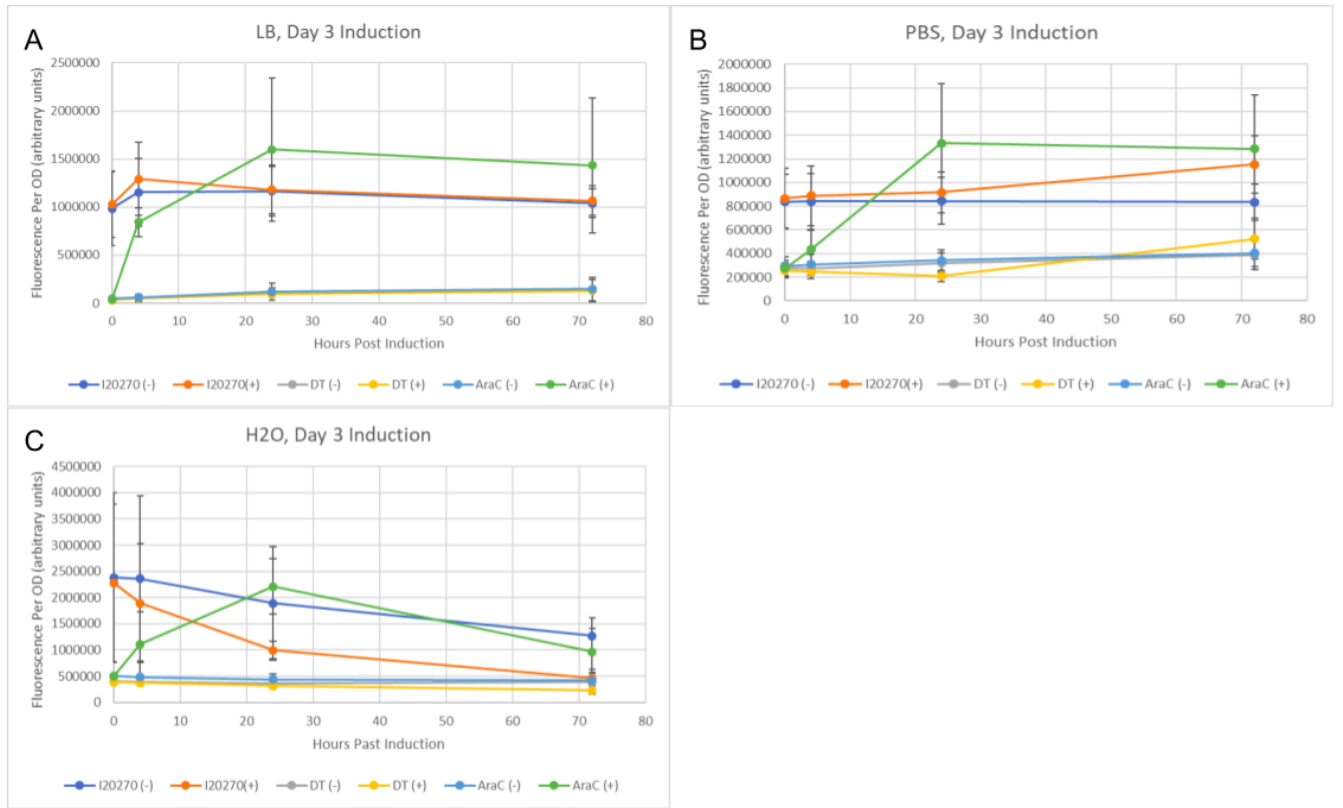 A
LB, Day 3 Induction
Fluorescence Per OD (arbitrary units)
2500000
2000000
1500000
1000000
500000
0
0 10 20 30 40 50 60 70 80
Hours Post Induction
I20270 (-) I20270(+) DT (-) DT (+) AraC (-) AraC (+)
B
PBS, Day 3 Induction
Fluorescence Per OD (arbitrary units)
2000000
1800000
1600000
1400000
1200000
1000000
800000
600000
400000
200000
0
0 10 20 30 40 50 60 70 80
Hours Post Induction
I20270 (-) I20270(+) DT (-) DT (+) AraC (-) AraC (+)
C
H2O, Day 3 Induction
Fluorescence Per OD (arbitrary units)
4500000
4000000
3500000
3000000
2500000
2000000
1500000
1000000
500000
0
0 10 20 30 40 50 60 70 80
Hours Past Induction
I20270 (-) I20270(+) DT (-) DT (+) AraC (-) AraC (+)